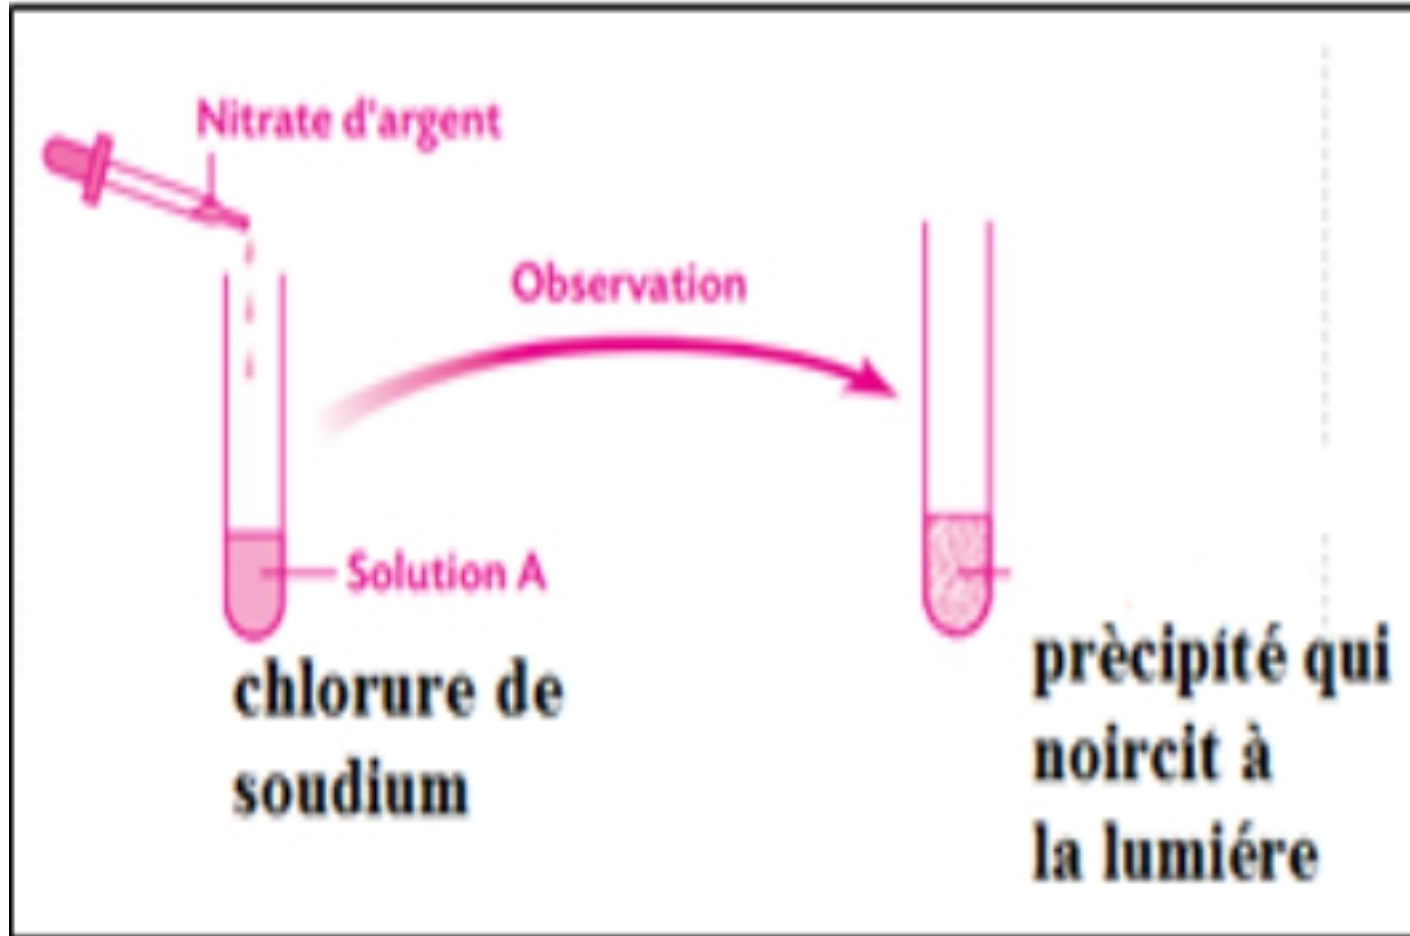 Nitrate d'argent
Observation
Solution A
chlorure de
soudium
prècipité qui
noircit à
la lumiére